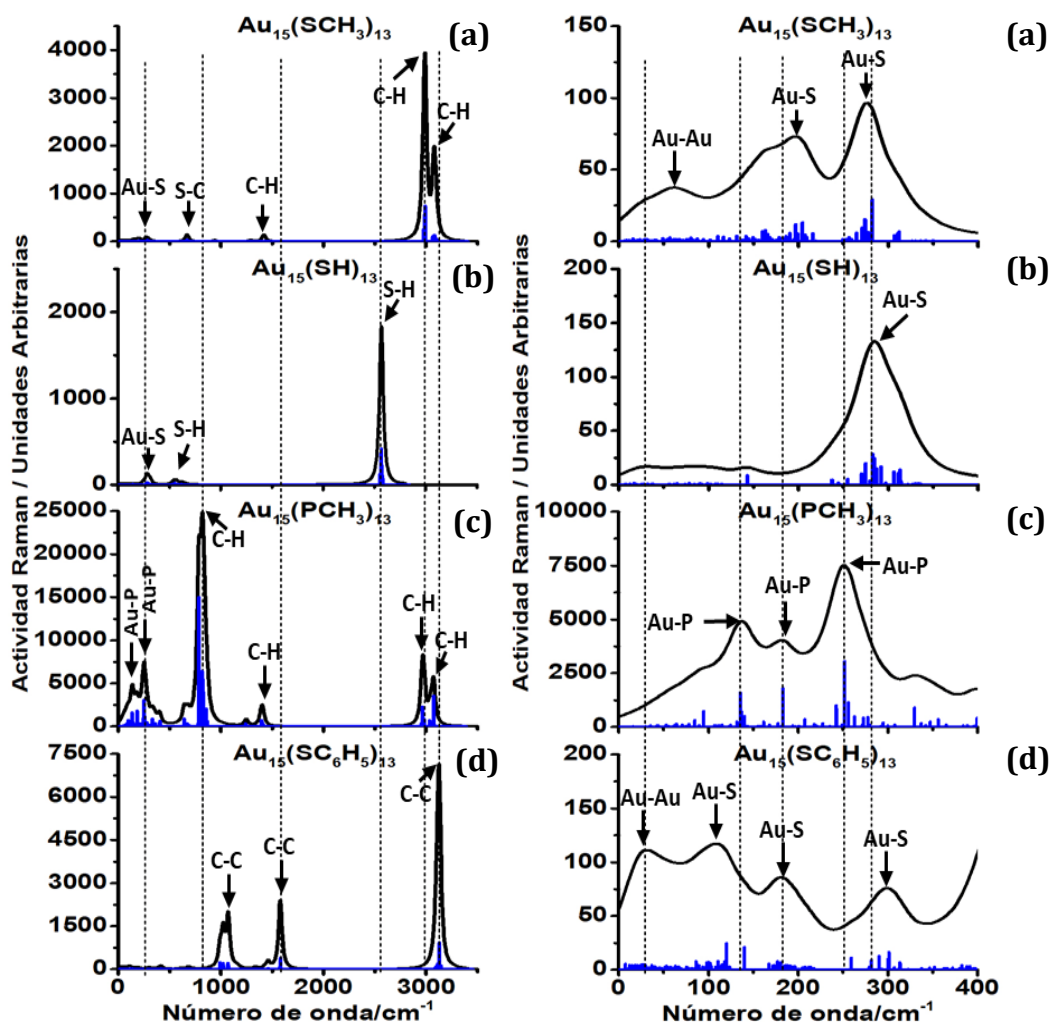 Au15(SCH3)13
(a)
4000
3000
2000
1000
0
Au-S
S-C
C-H
C-H
C-H
Au15(SH)13
(b)
2000
1000
0
Au-S
S-H
S-H
Au15(PCH3)13
(c)
25000
20000
15000
10000
5000
0
Au-P
Au-P
C-H
C-H
C-H
C-H
Au15(SC6H5)13
(d)
7500
6000
4500
3000
1500
0
C-C
C-C
C-C
0
1000
2000
3000
Número de onda/cm-1
Actividad Raman / Unidades Arbitrarias
Au15(SCH3)13
(a)
150
100
50
0
Au-Au
Au-S
Au-S
Au15(SH)13
(b)
200
150
100
50
0
Au-S
Au15(PCH3)13
(c)
10000
7500
5000
2500
0
Au-P
Au-P
Au-P
Au15(SC6H5)13
(d)
200
150
100
50
0
Au-Au
Au-S
Au-S
Au-S
0
100
200
300
400
Número de onda/cm-1
Actividad Raman / Unidades Arbitrarias